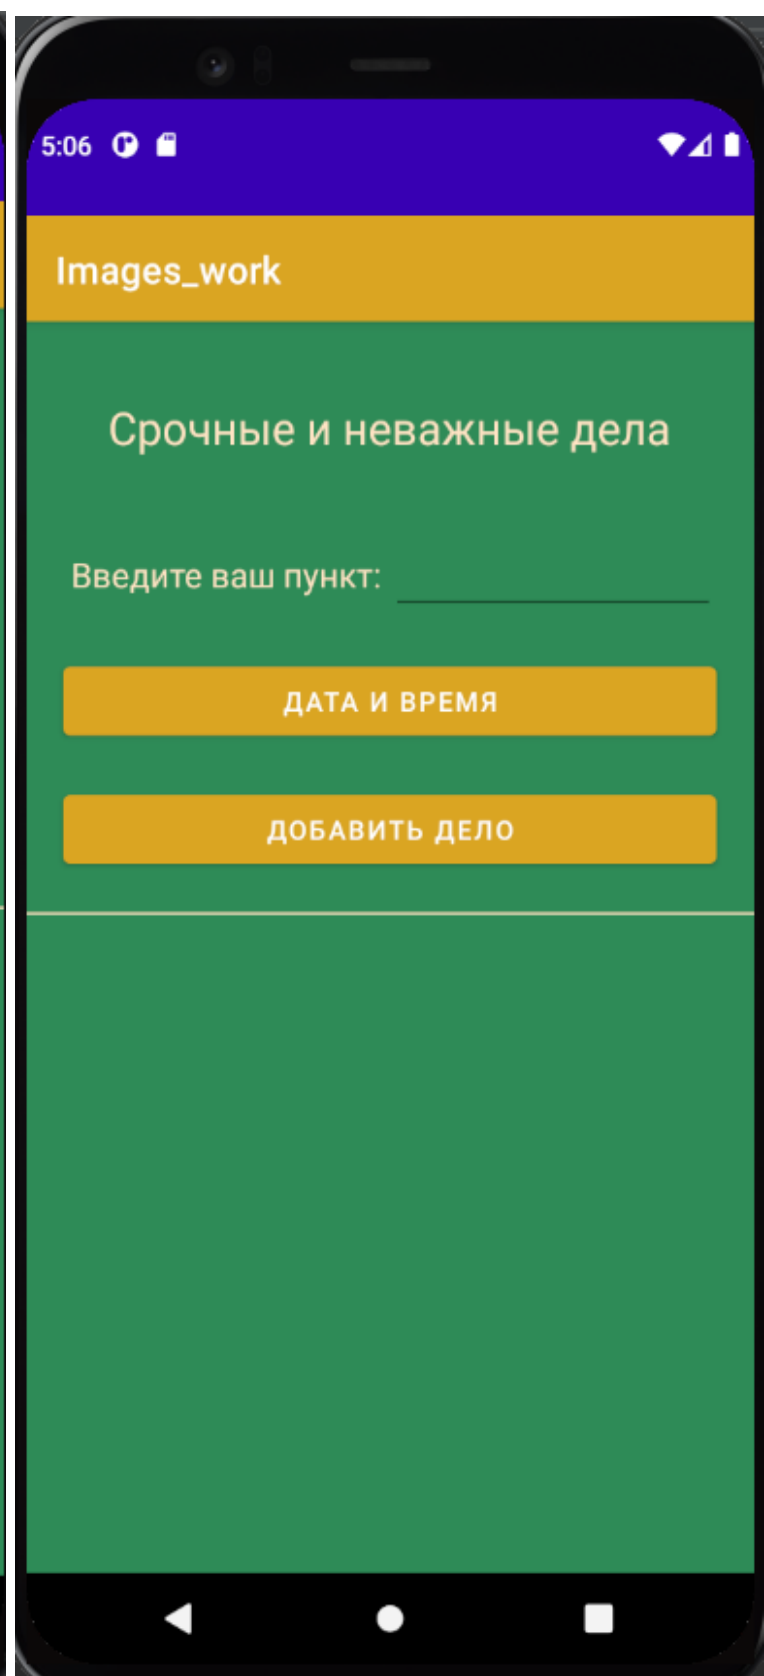 5:06
Images_work
Срочные и неважные дела
Введите ваш пункт:
ДАТА И ВРЕМЯ
ДОБАВИТЬ ДЕЛО